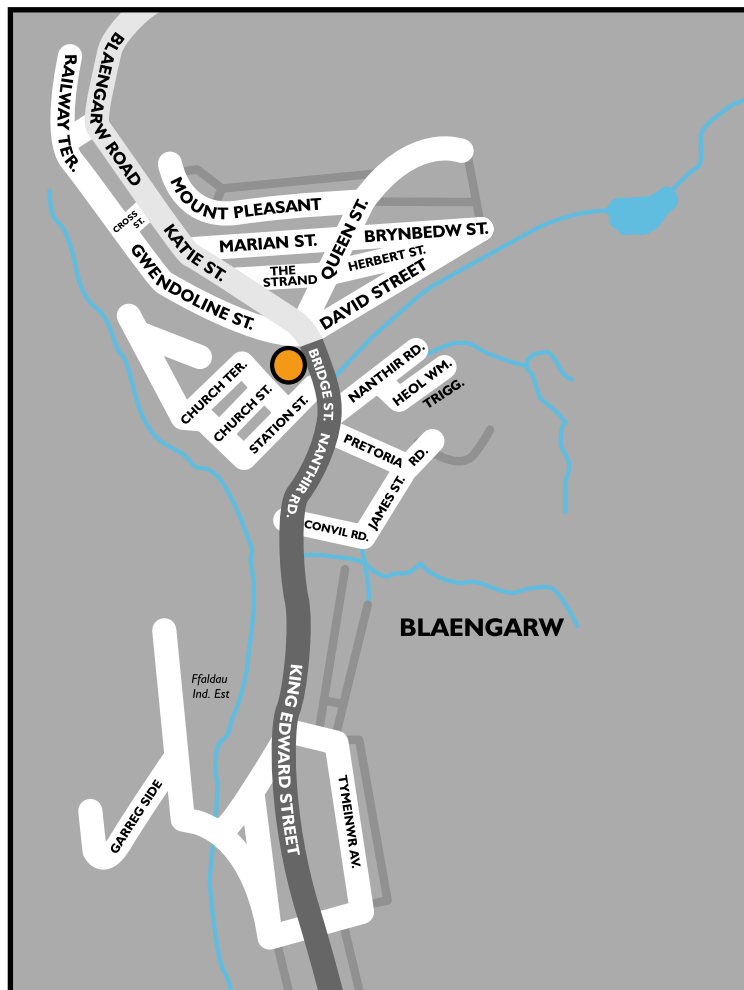 BLAENGARW ROAD
RAILWAY TER.
MOUNT PLEASANT
CROSS
ST.
KATIE ST.
MARIAN ST.
QUEEN ST.
BRYNBEDW ST.
THE
STRAND
HERBERT ST.
GWENDOLINE ST.
DAVID STREET
BRIDGE ST.
NANTHIR RD.
HEOL WM.
TRIGG.
CHURCH TER.
CHURCH ST.
STATION ST.
NANTHIR RD.
PRETORIA RD.
JAMES ST.
CONVIL RD.
BLAENGARW
Ffaldau
Ind. Est
KING EDWARD STREET
GARREG SIDE
TYMEINWR AV.